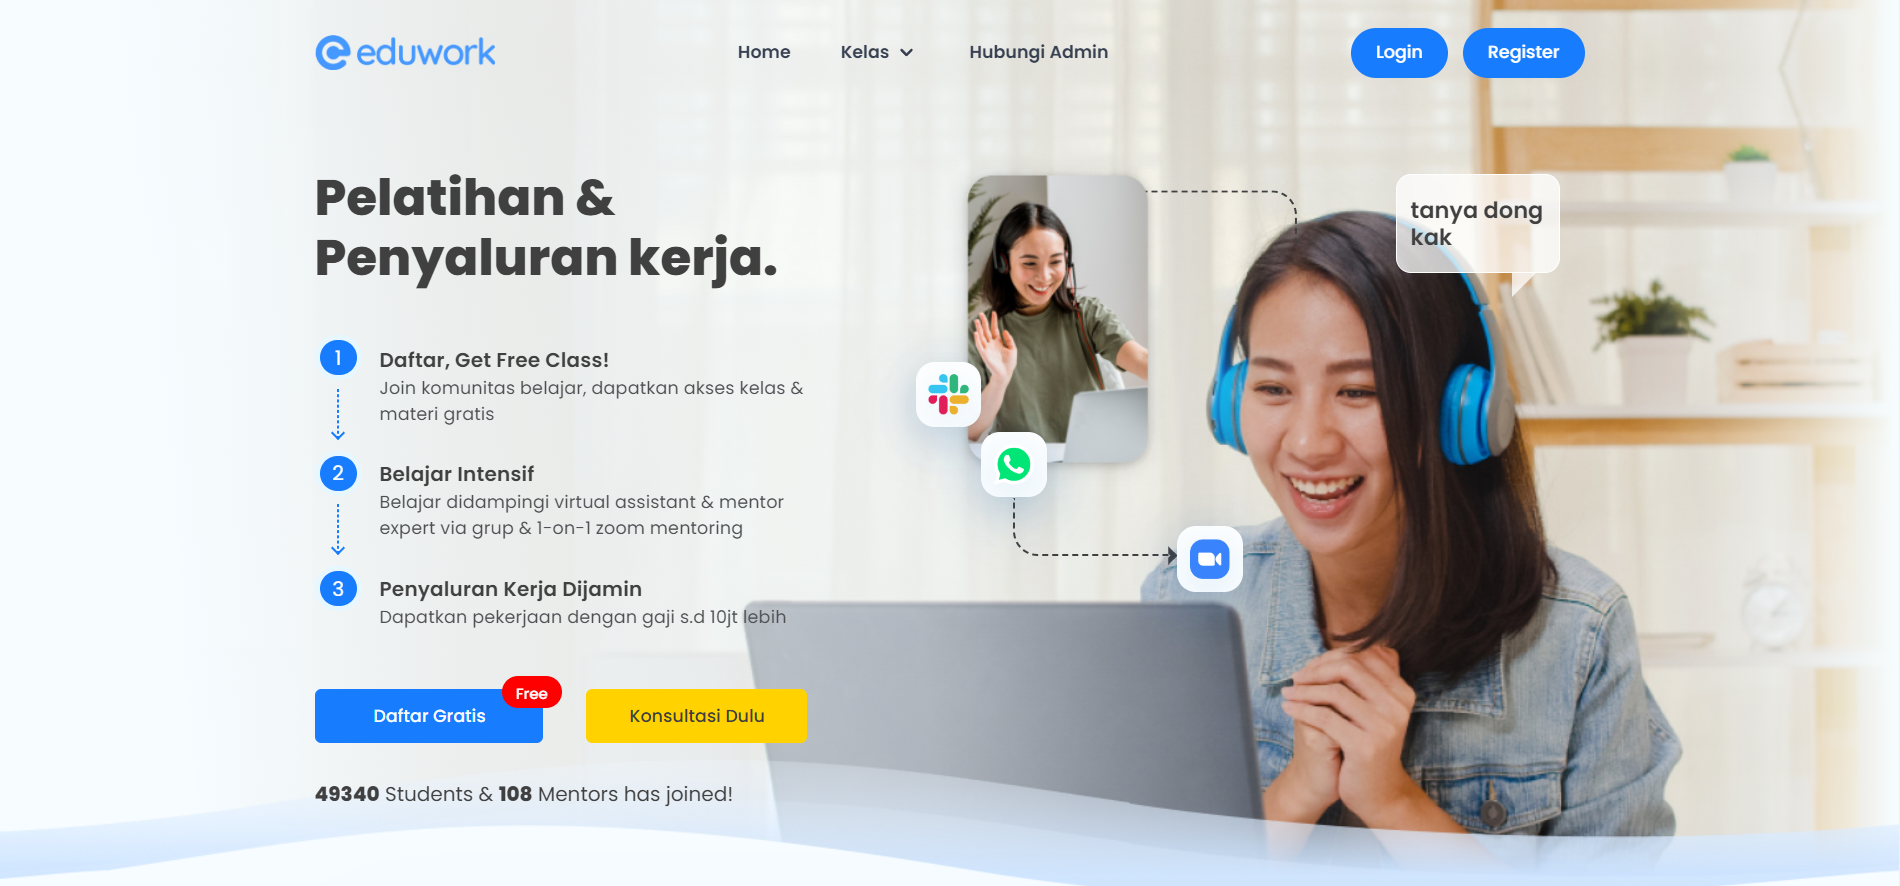 eduwork
Home
Kelas
Hubungi Admin
Login
Register
Pelatihan &
Penyaluran kerja.
1
Daftar, Get Free Class!
Join komunitas belajar, dapatkan akses kelas &
materi gratis
2
Belajar Intensif
Belajar didampingi virtual assistant & mentor
expert via grup & 1-on-1 zoom mentoring
3
Penyaluran Kerja Dijamin
Dapatkan pekerjaan dengan gaji s.d 10jt lebih
Daftar Gratis
Free
Konsultasi Dulu
49340 Students & 108 Mentors has joined!
tanya dong
kak